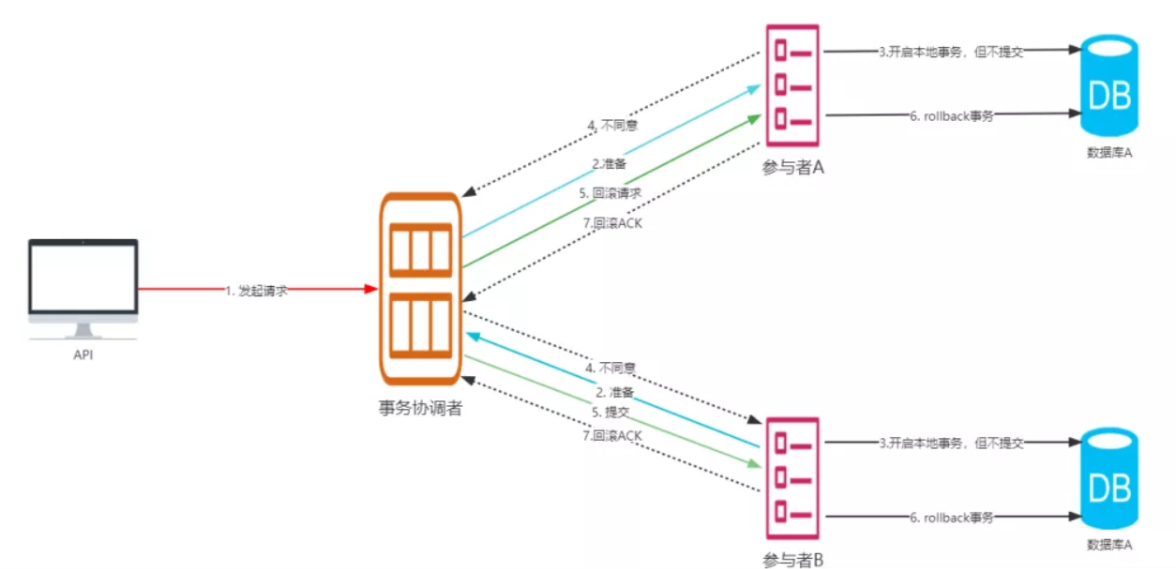 3.开启本地事务，但不提交
DB
4. 不同意
6. rollback事务
数据库A
2.准备
参与者A
5. 回滚请求
7.回滚ACK
1. 发起请求
API
4. 不同意
事务协调者
2. 准备
5. 提交
7.回滚ACK
3.开启本地事务，但不提交
DB
6. rollback事务
数据库A
参与者B